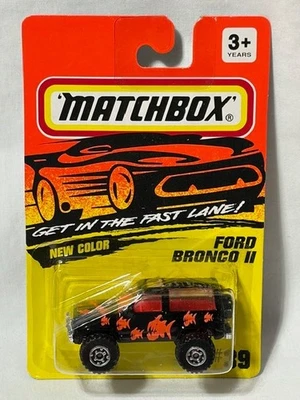 3+
YEARS
'MATCHBOX'®
GET IN THE FAST LANE!
NEW COLOR
FORD
BRONCO II